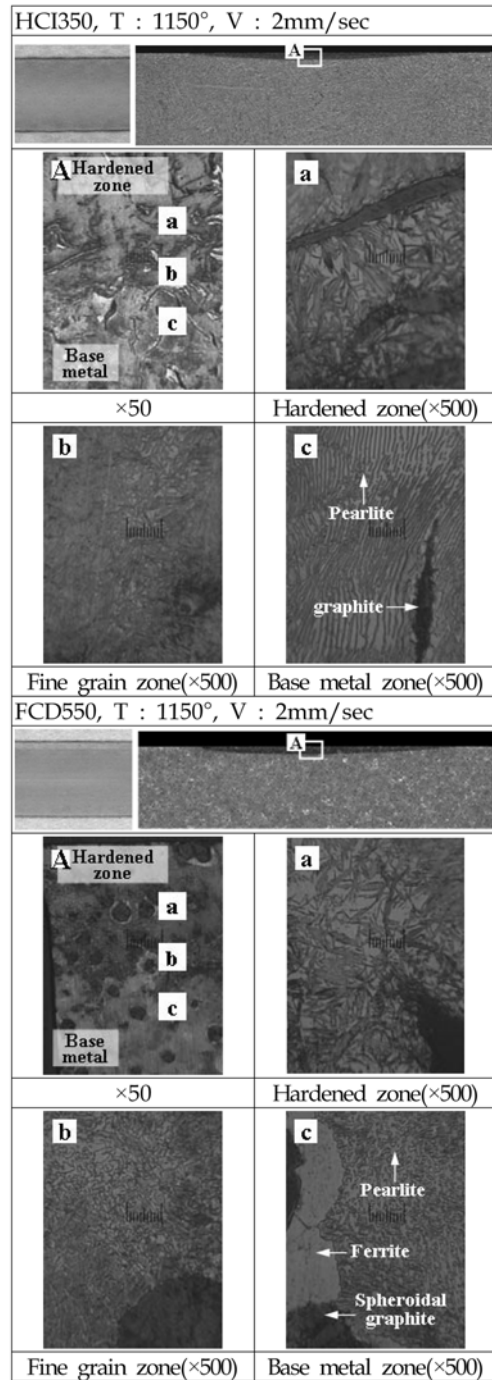 HCI350, T : 1150°, V : 2mm/sec
A
A Hardened zone
a
b
c
Base metal
a
×50
Hardened zone(×500)
b
c
Pearlite
graphite
Fine grain zone(×500)
Base metal zone(×500)
FCD550, T : 1150°, V : 2mm/sec
A
A Hardened zone
a
b
c
Base metal
a
×50
Hardened zone(×500)
b
c
Pearlite
Ferrite
Spheroidal graphite
Fine grain zone(×500)
Base metal zone(×500)